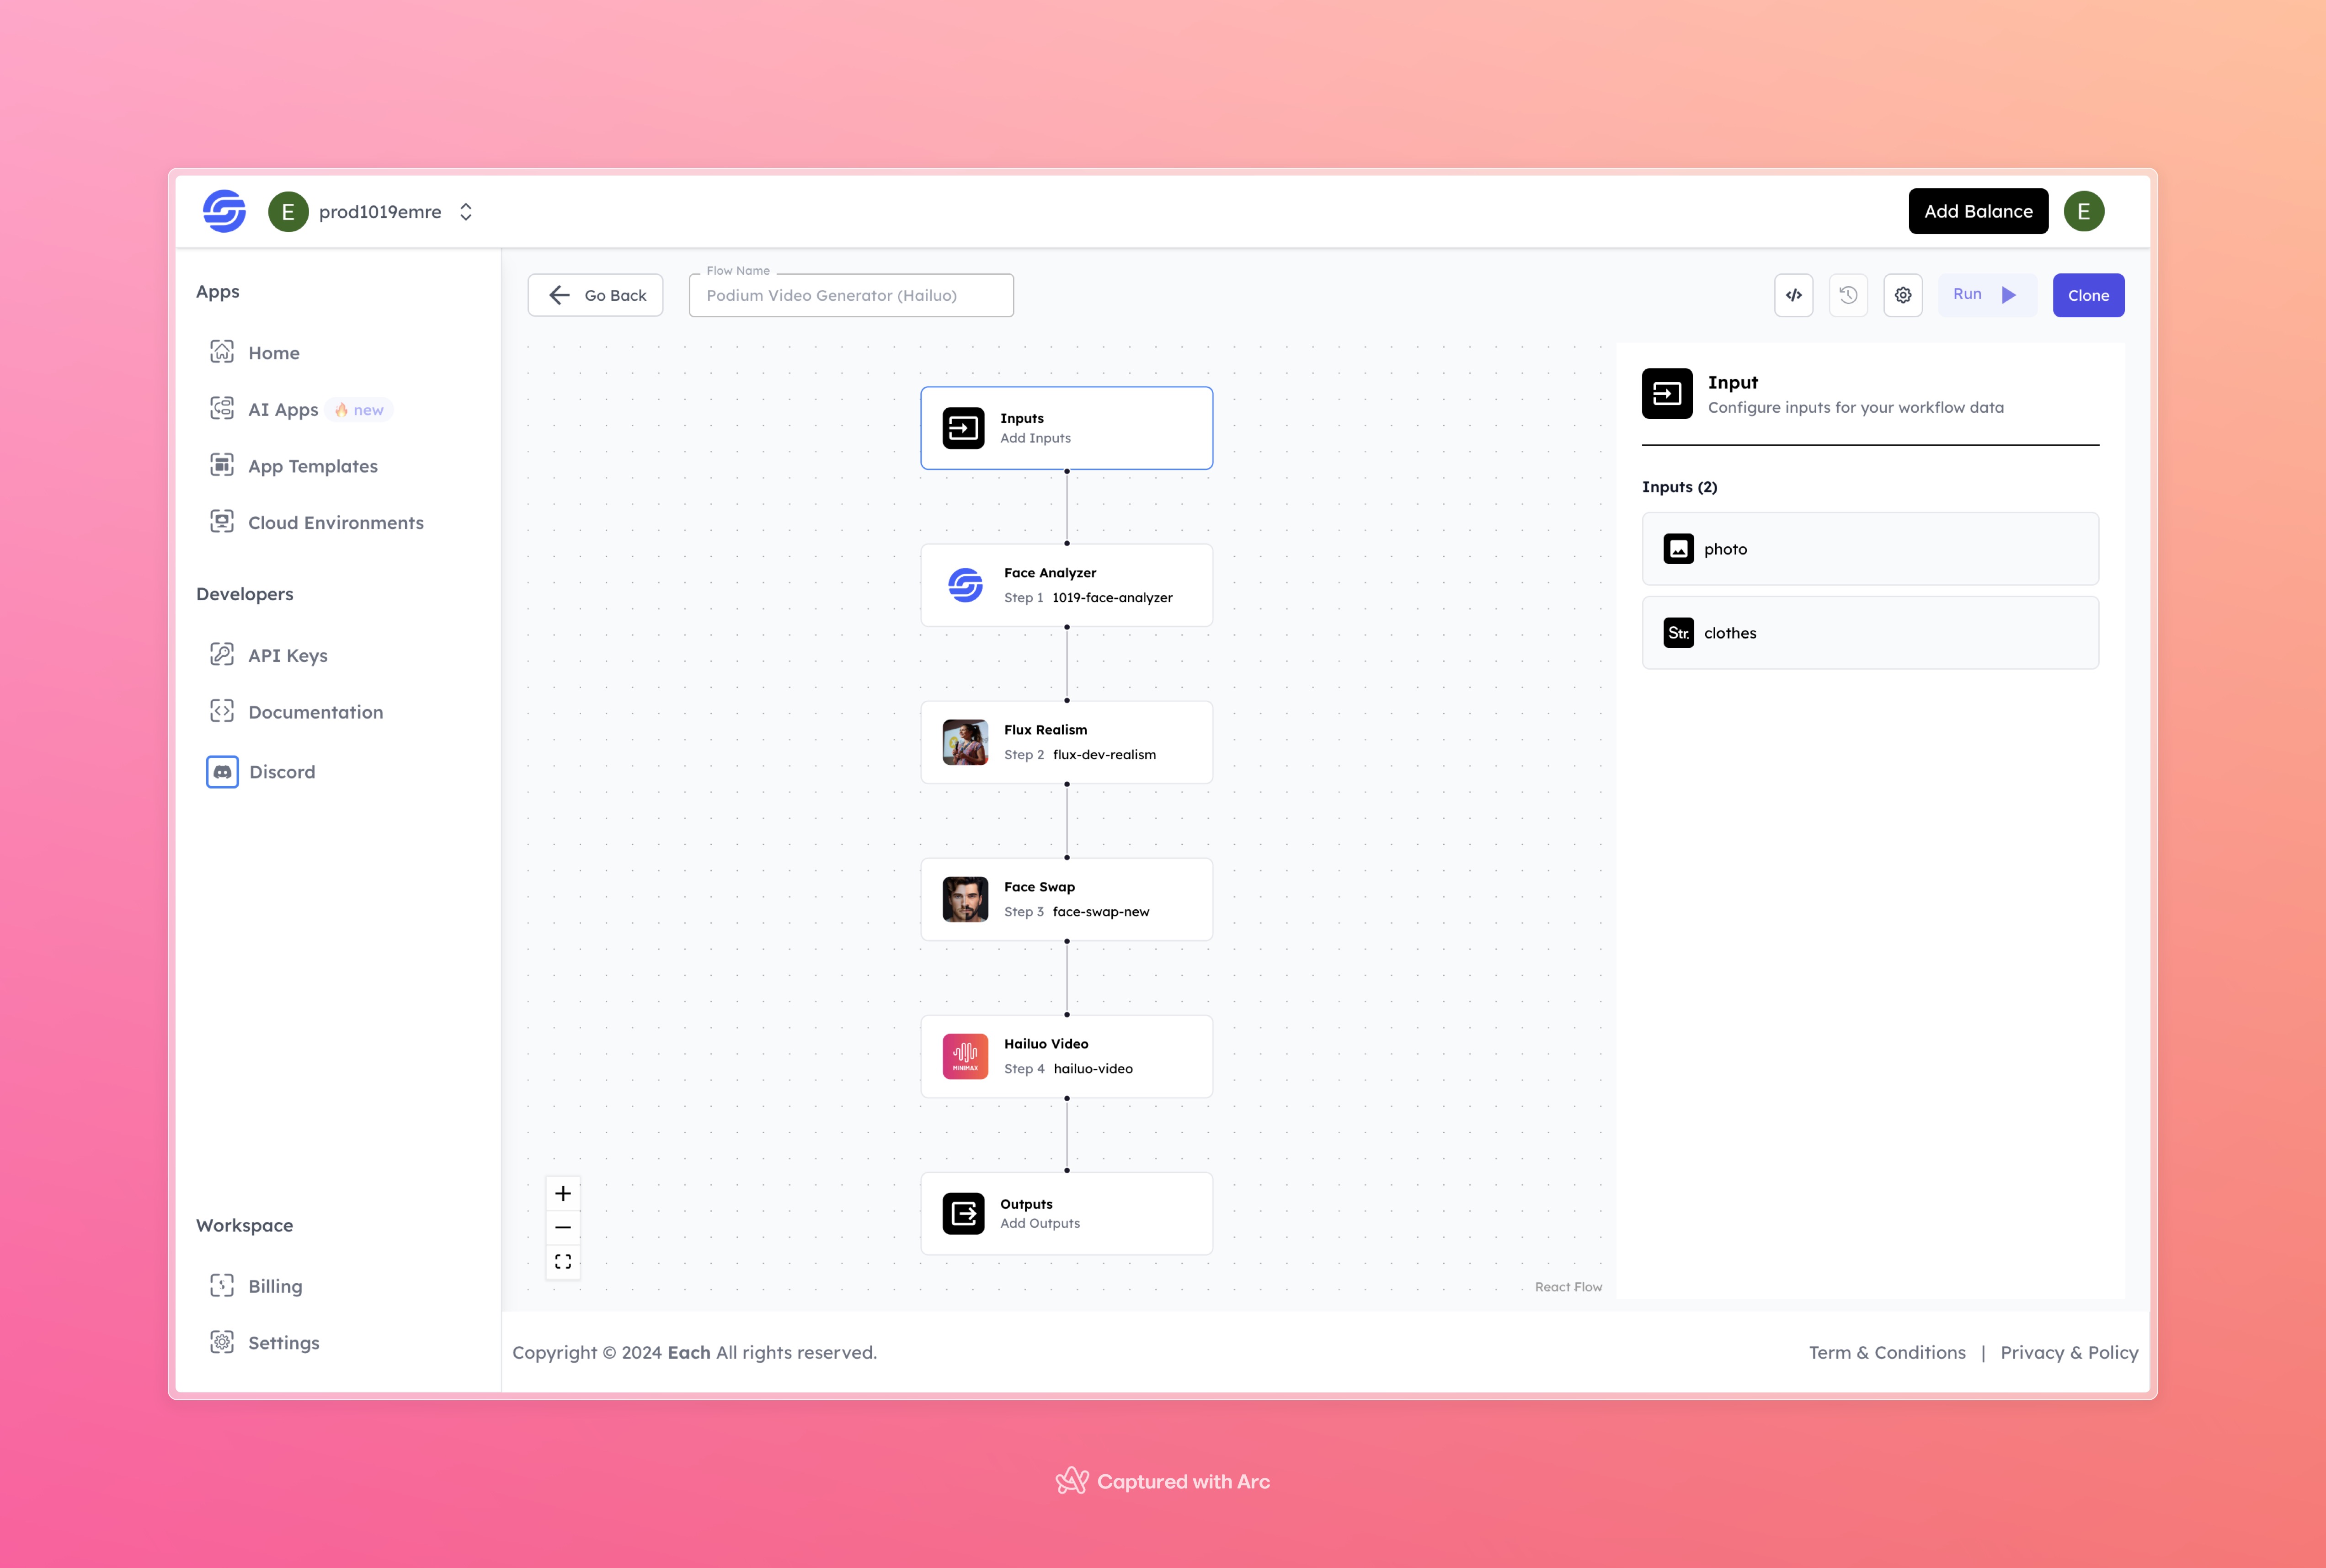 E prod1019emre
Add Balance E
Apps
Home
AI Apps 🔥 new
App Templates
Cloud Environments
Developers
API Keys
Documentation
Discord
Workspace
Billing
Settings
Go Back
Flow Name
Podium Video Generator (Hailuo)
</>
Run
Clone
Inputs
Add Inputs
Face Analyzer
Step 1 1019-face-analyzer
Flux Realism
Step 2 flux-dev-realism
Face Swap
Step 3 face-swap-new
MINIMAX
Hailuo Video
Step 4 hailuo-video
Outputs
Add Outputs
React Flow
Input
Configure inputs for your workflow data
Inputs (2)
photo
Str. clothes
Copyright © 2024 Each All rights reserved.
Term & Conditions | Privacy & Policy
Captured with Arc